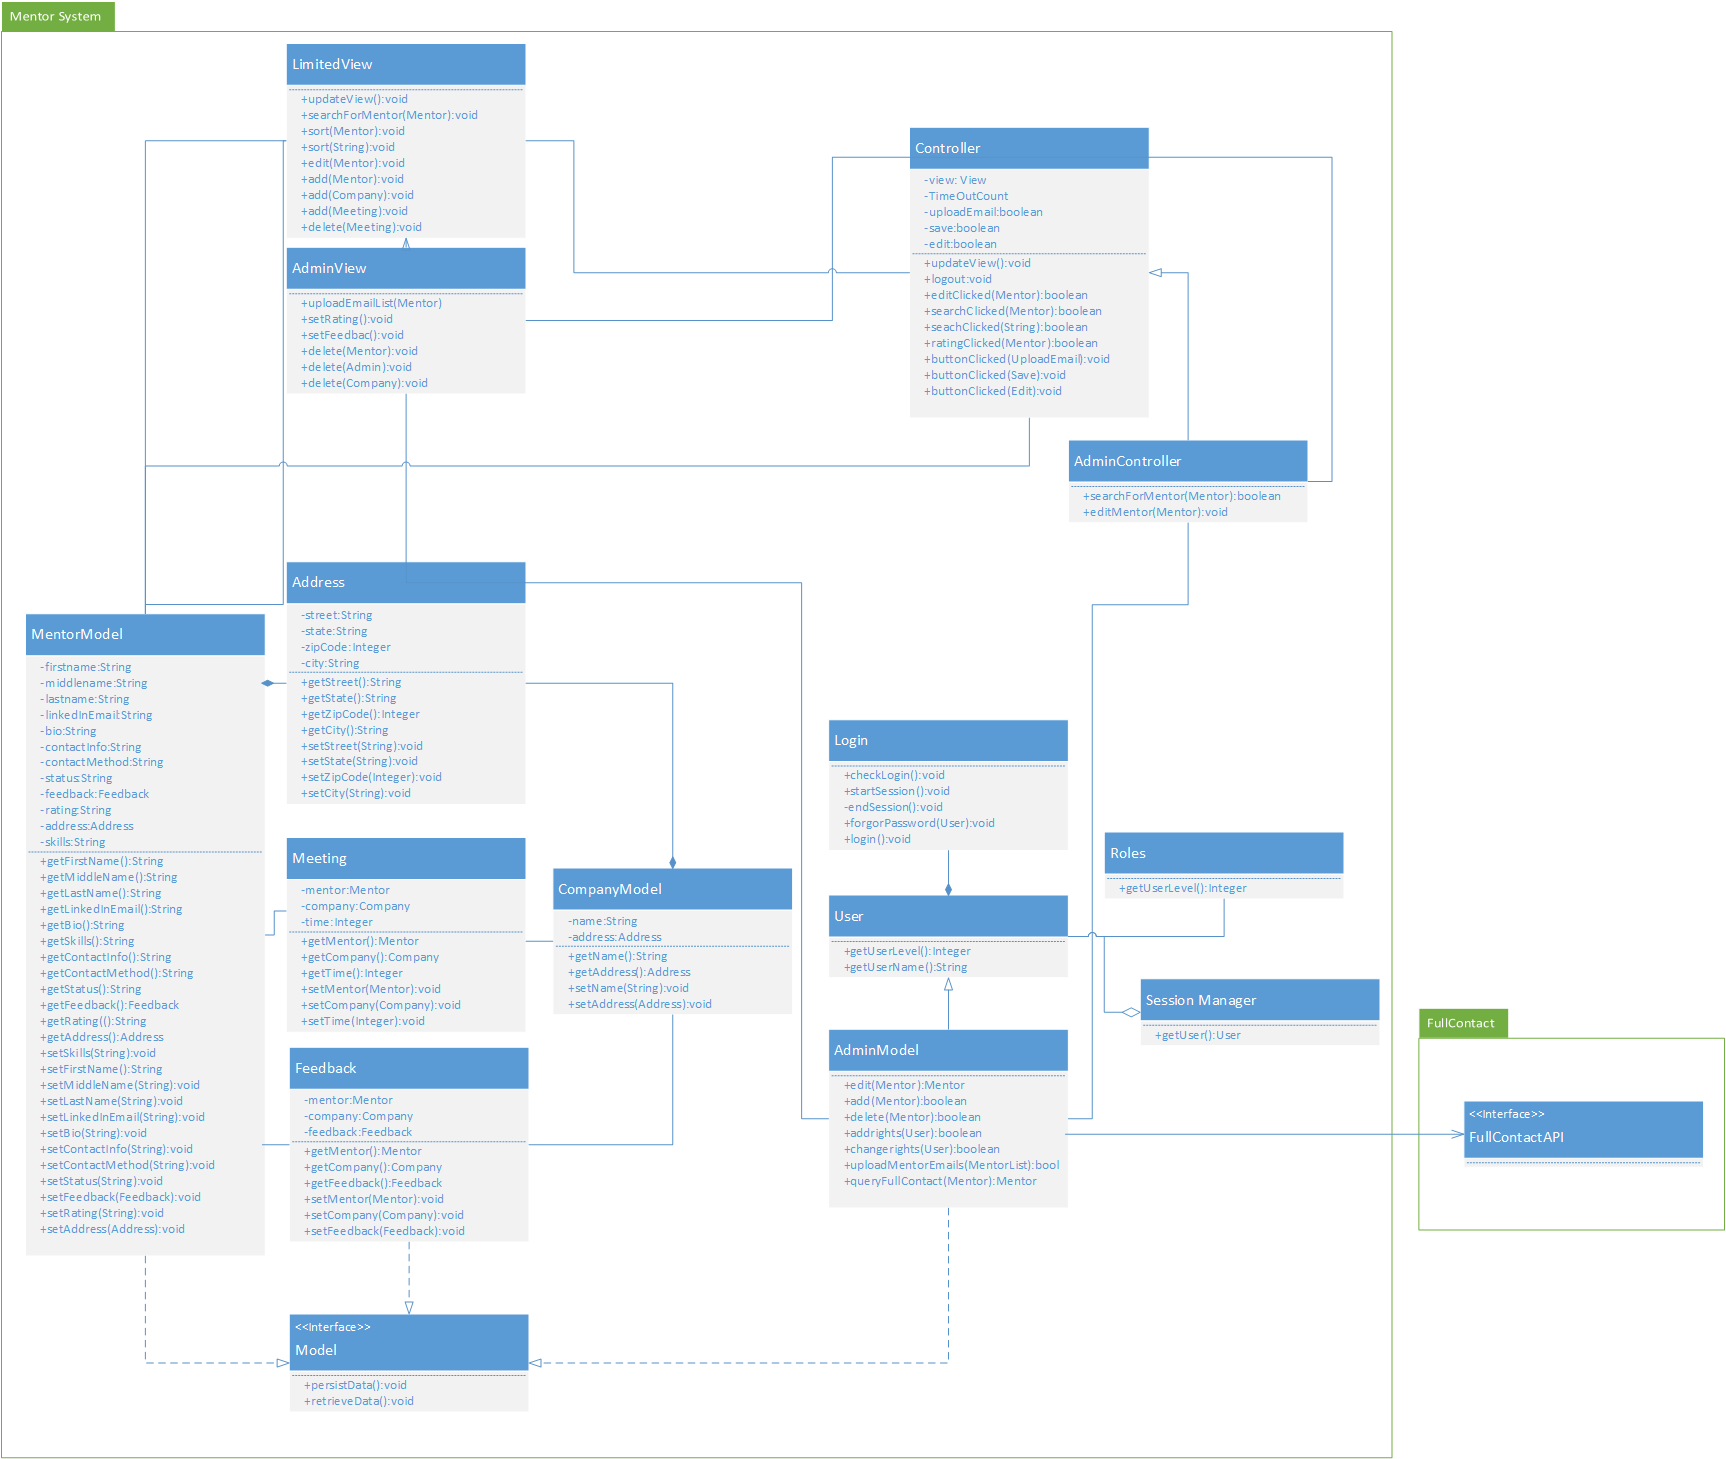 Mentor System
LimitedView
+updateView():void
+searchForMentor(Mentor):void
+sort(Mentor):void
+sort(String):void
+edit(Mentor):void
+add(Mentor):void
+add(Company):void
+add(Meeting):void
+delete(Meeting):void
AdminView
+uploadEmailList(Mentor)
+setRating():void
+setFeedbac():void
+delete(Mentor):void
+delete(Admin):void
+delete(Company):void
Controller
-view: View
-TimeOutCount
-uploadEmail:boolean
-save:boolean
-edit:boolean
+updateView():void
+logout:void
+editClicked(Mentor):boolean
+searchClicked(Mentor):boolean
+seachClicked(String):boolean
+ratingClicked(Mentor):boolean
+buttonClicked(UploadEmail):void
+buttonClicked(Save):void
+buttonClicked(Edit):void
AdminController
+searchForMentor(Mentor):boolean
+editMentor(Mentor):void
Address
-street:String
-state:String
-zipCode:Integer
-city:String
+getStreet():String
+getState():String
+getZipCode():Integer
+getCity():String
+setStreet(String):void
+setState(String):void
+setZipCode(Integer):void
+setCity(String):void
MentorModel
-firstname:String
-middlename:String
-lastname:String
-linkedInEmail:String
-bio:String
-contactInfo:String
-contactMethod:String
-status:String
-feedback:Feedback
-rating:String
-address:Address
-skills:String
+getFirstName():String
+getMiddleName():String
+getLastName():String
+getLinkedInEmail():String
+getBio():String
+getSkills():String
+getContactInfo():String
+getContactMethod():String
+getStatus():String
+getFeedback():Feedback
+getRating(():String
+getAddress():Address
+setSkills(String):void
+setFirstName():String
+setMiddleName(String):void
+setLastName(String):void
+setLinkedInEmail(String):void
+setBio(String):void
+setContactInfo(String):void
+setContactMethod(String):void
+setStatus(String):void
+setFeedback(Feedback):void
+setRating(String):void
+setAddress(Address):void
Meeting
-mentor:Mentor
-company:Company
-time:Integer
+getMentor():Mentor
+getCompany():Company
+getTime():Integer
+setMentor(Mentor):void
+setCompany(Company):void
+setTime(Integer):void
CompanyModel
-name:String
-address:Address
+getName():String
+getAddress():Address
+setName(String):void
+setAddress(Address):void
Feedback
-mentor:Mentor
-company:Company
-feedback:Feedback
+getMentor():Mentor
+getCompany():Company
+getFeedback():Feedback
+setMentor(Mentor):void
+setCompany(Company):void
+setFeedback(Feedback):void
<<Interface>>
Model
+persistData():void
+retrieveData():void
Login
+checkLogin():void
+startSession():void
-endSession():void
+forgorPassword(User):void
+login():void
User
+getUserLevel():Integer
+getUserName():String
Roles
+getUserLevel():Integer
Session Manager
+getUser():User
AdminModel
+edit(Mentor):Mentor
+add(Mentor):boolean
+delete(Mentor):boolean
+addrights(User):boolean
+changerights(User):boolean
+uploadMentorEmails(MentorList):bool
+queryFullContact(Mentor):Mentor
FullContact
<<Interface>>
FullContactAPI